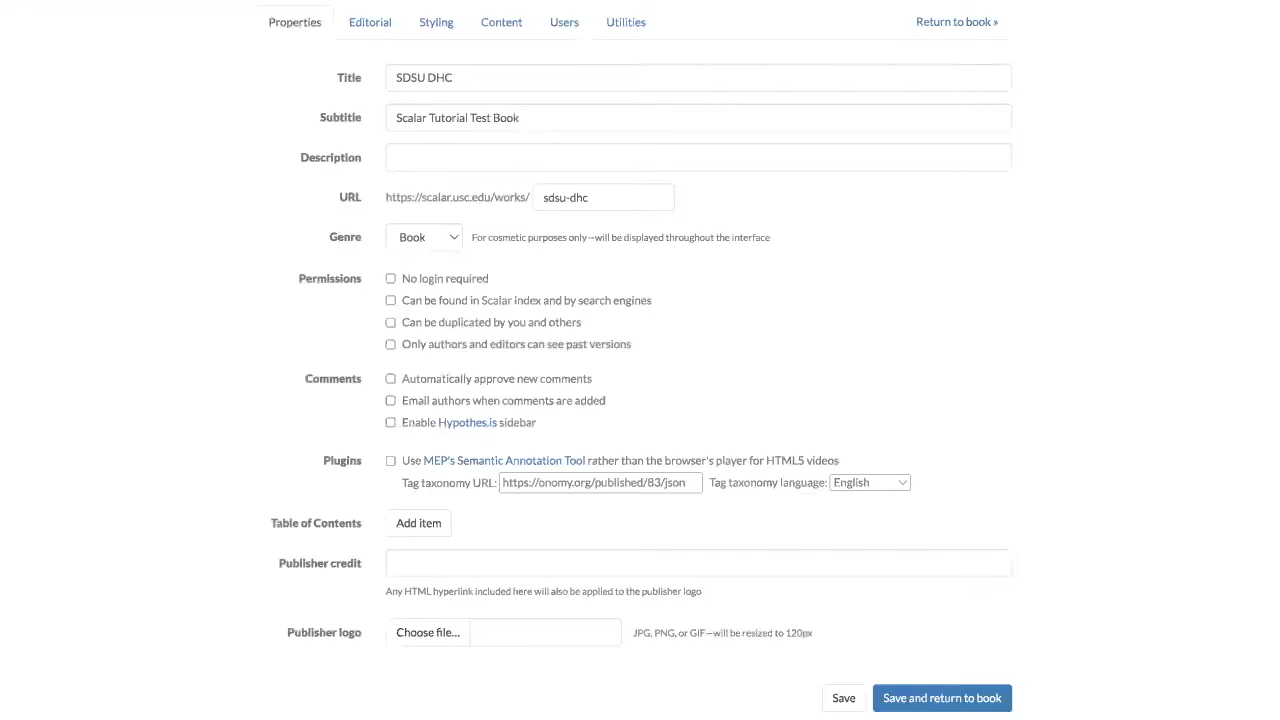 Properties Editorial Styling Content Users Utilities Return to book »
Title SDSU DHC
Subtitle Scalar Tutorial Test Book
Description
URL https://scalar.usc.edu/works/ sdsu-dhc
Genre Book For cosmetic purposes only—will be displayed throughout the interface
Permissions No login required
Can be found in Scalar index and by search engines
Can be duplicated by you and others
Only authors and editors can see past versions
Comments Automatically approve new comments
Email authors when comments are added
Enable Hypothes.is sidebar
Plugins Use MEP's Semantic Annotation Tool rather than the browser's player for HTML5 videos
Tag taxonomy URL: https://onomy.org/published/83/json Tag taxonomy language: English
Table of Contents Add item
Publisher credit
Any HTML hyperlink included here will also be applied to the publisher logo
Publisher logo Choose file... JPG, PNG, or GIF—will be resized to 120px
Save Save and return to book